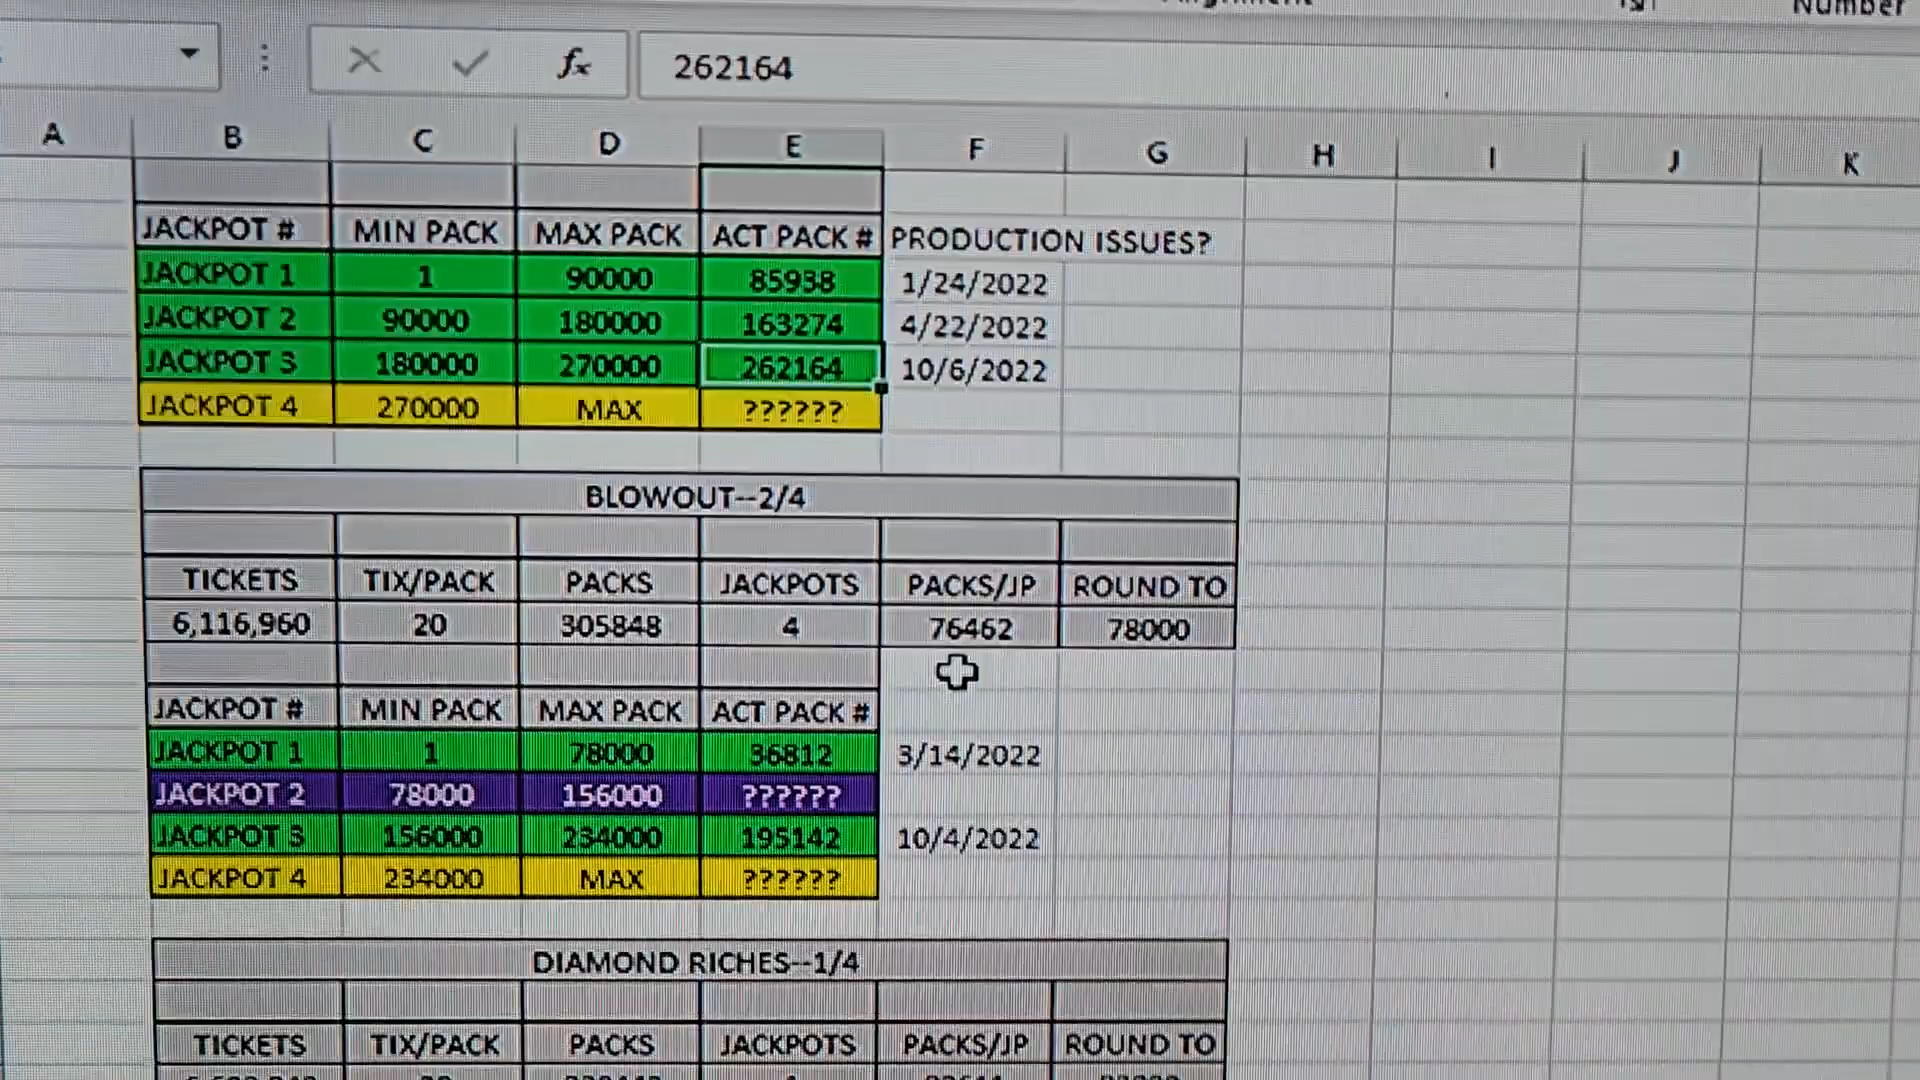 Number
fx 262164
A B C D E F G H I J K
JACKPOT # MIN PACK MAX PACK ACT PACK # PRODUCTION ISSUES?
JACKPOT 1 1 90000 85938 1/24/2022
JACKPOT 2 90000 180000 163274 4/22/2022
JACKPOT 3 180000 270000 262164 10/6/2022
JACKPOT 4 270000 MAX ??????
BLOWOUT--2/4
TICKETS TIX/PACK PACKS JACKPOTS PACKS/JP ROUND TO
6,116,960 20 305848 4 76462 78000
JACKPOT # MIN PACK MAX PACK ACT PACK #
JACKPOT 1 1 78000 36812 3/14/2022
JACKPOT 2 78000 156000 ??????
JACKPOT 3 156000 234000 195142 10/4/2022
JACKPOT 4 234000 MAX ??????
DIAMOND RICHES--1/4
TICKETS TIX/PACK PACKS JACKPOTS PACKS/JP ROUND TO